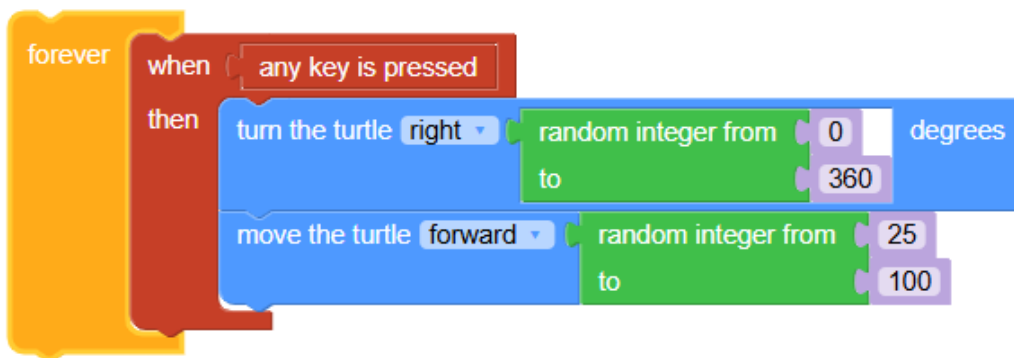 forever when any key is pressed
then turn the turtle right random integer from 0 degrees
to 360
move the turtle forward random integer from 25
to 100